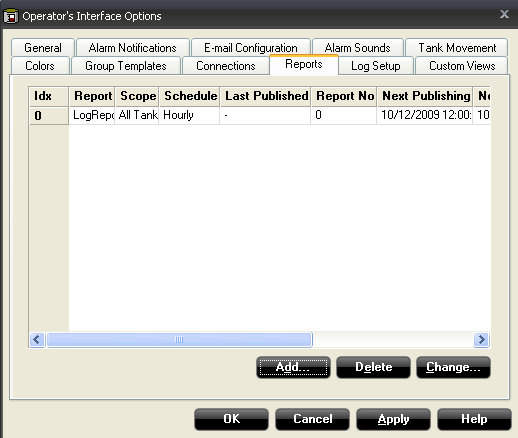 Operator's Interface Options
General Alarm Notifications E-mail Configuration Alarm Sounds Tank Movement
Colors Group Templates Connections Reports Log Setup Custom Views
Idx Report Scope Schedule Last Published Report No Next Publishing Ne
0 LogRepo All Tank Hourly - 0 10/12/2009 12:00: 10
Add... Delete Change...
OK Cancel Apply Help